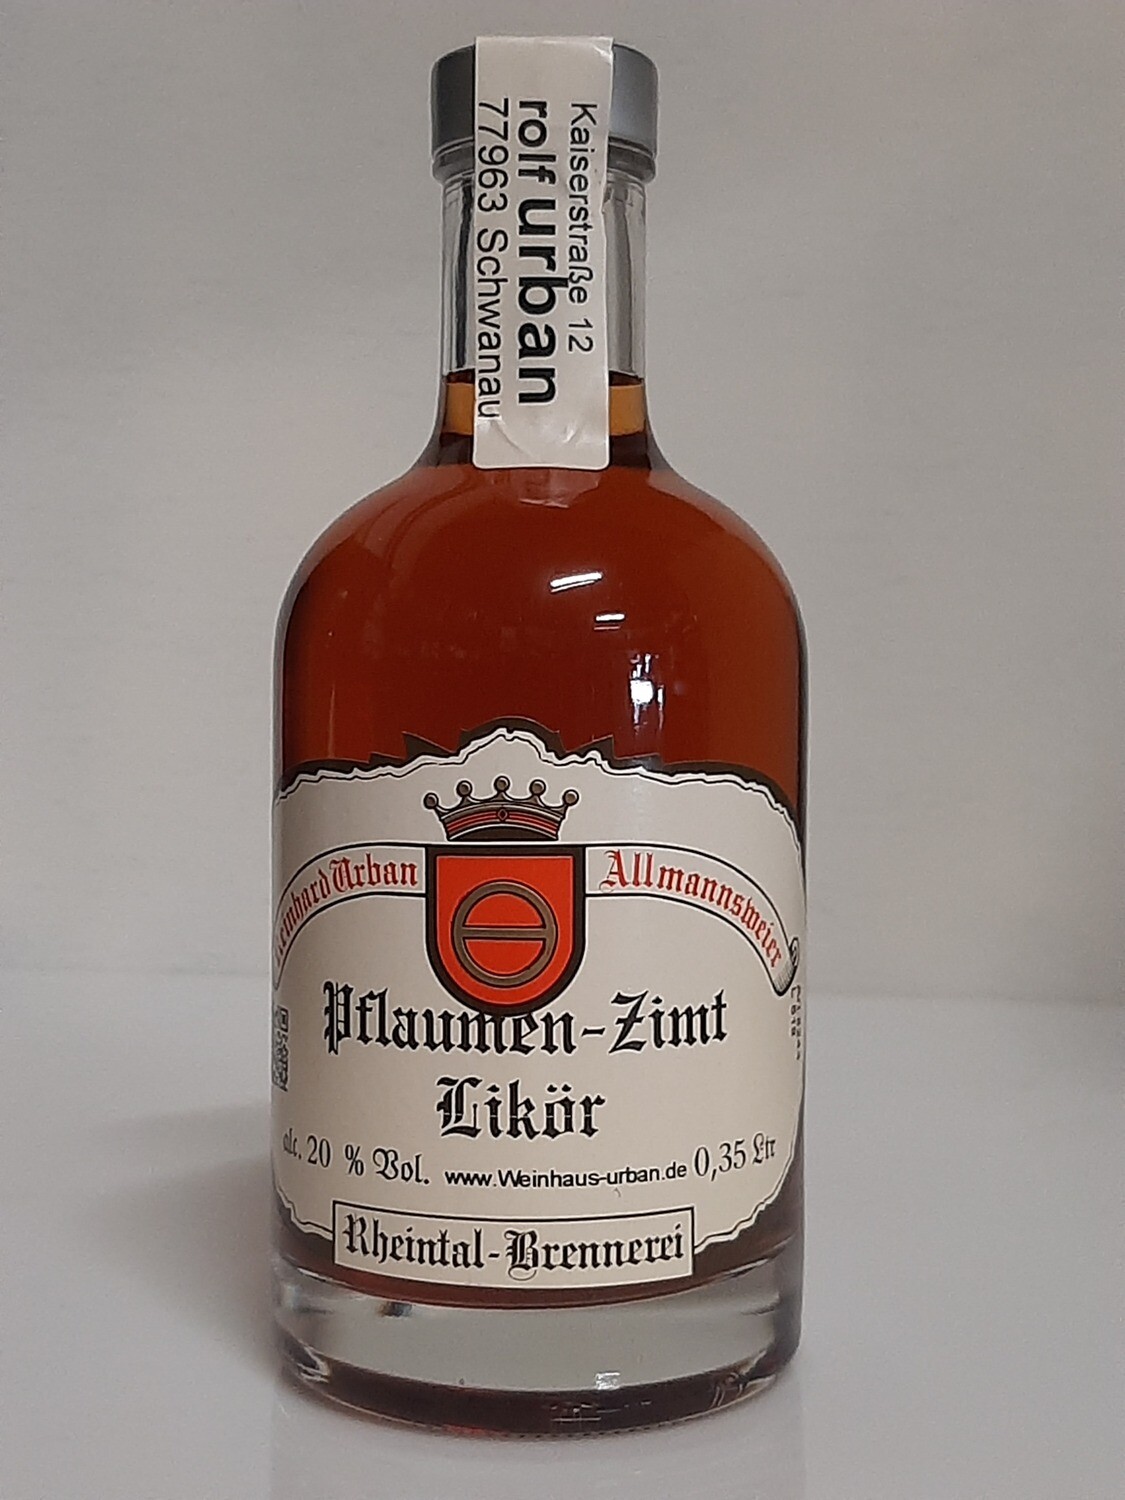 Kaiserstraße 12
rolf urban
77963 Schwanau
Urban
Allmannsweier
Pflaumen-Zimt
Likör
alc. 20 % Vol. www.Weinhaus-urban.de 0,35 Ltr
Rheintal-Brennerei